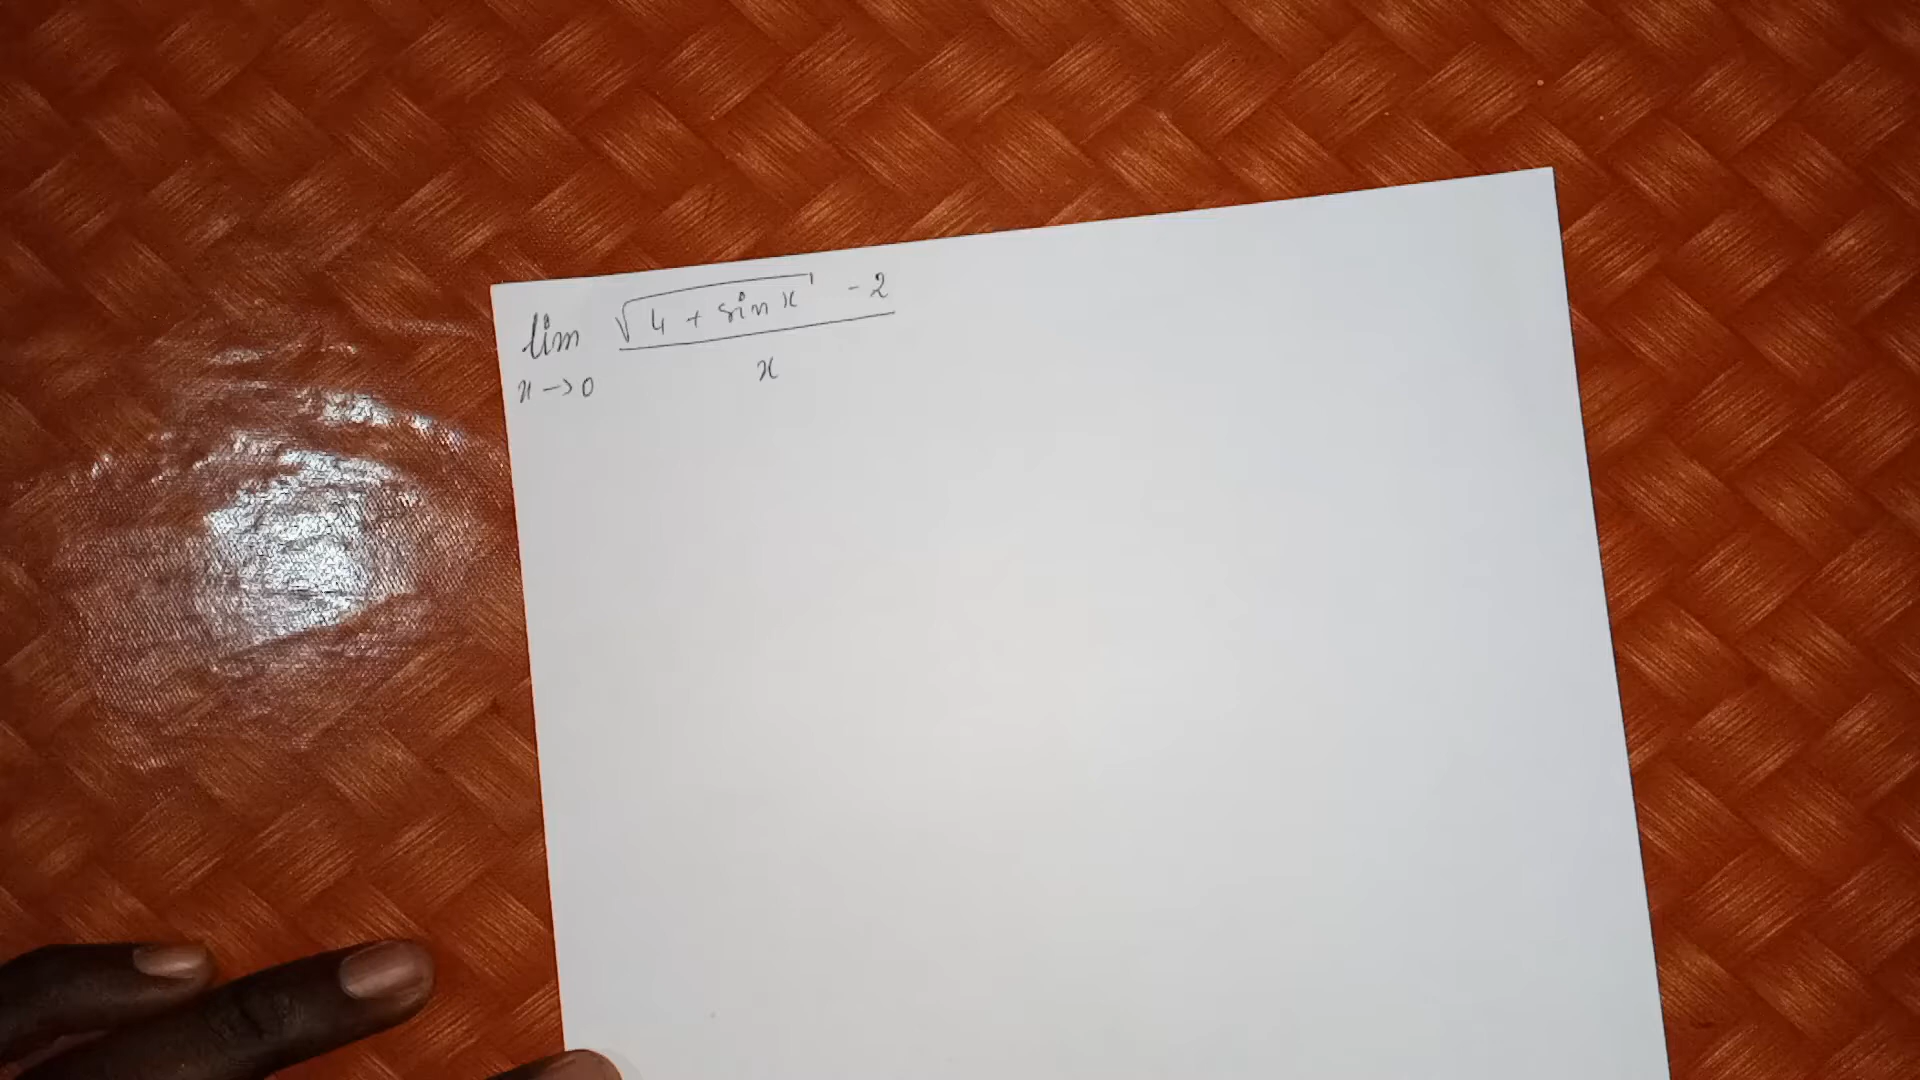 lim √(4 + sin x) - 2
x → 0 x